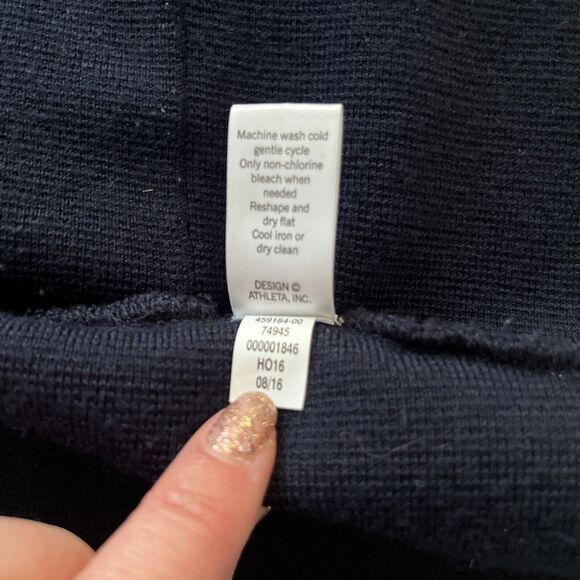 Machine wash cold
gentle cycle
Only non-chlorine
bleach when
needed
Reshape and
dry flat
Cool iron or
dry clean
DESIGN ©
ATHLETA, INC.
459184-00
74945
000001846
HO16
08/16